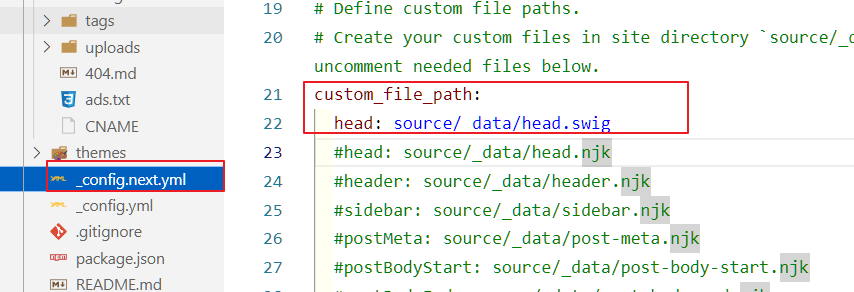 tags
uploads
404.md
ads.txt
CNAME
themes
_config.next.yml
_config.yml
.gitignore
package.json
README.md
19 # Define custom file paths.
20 # Create your custom files in site directory `source/_d
uncomment needed files below.
21 custom_file_path:
22 head: source/_data/head.swig
23 #head: source/_data/head.njk
24 #header: source/_data/header.njk
25 #sidebar: source/_data/sidebar.njk
26 #postMeta: source/_data/post-meta.njk
27 #postBodyStart: source/_data/post-body-start.njk